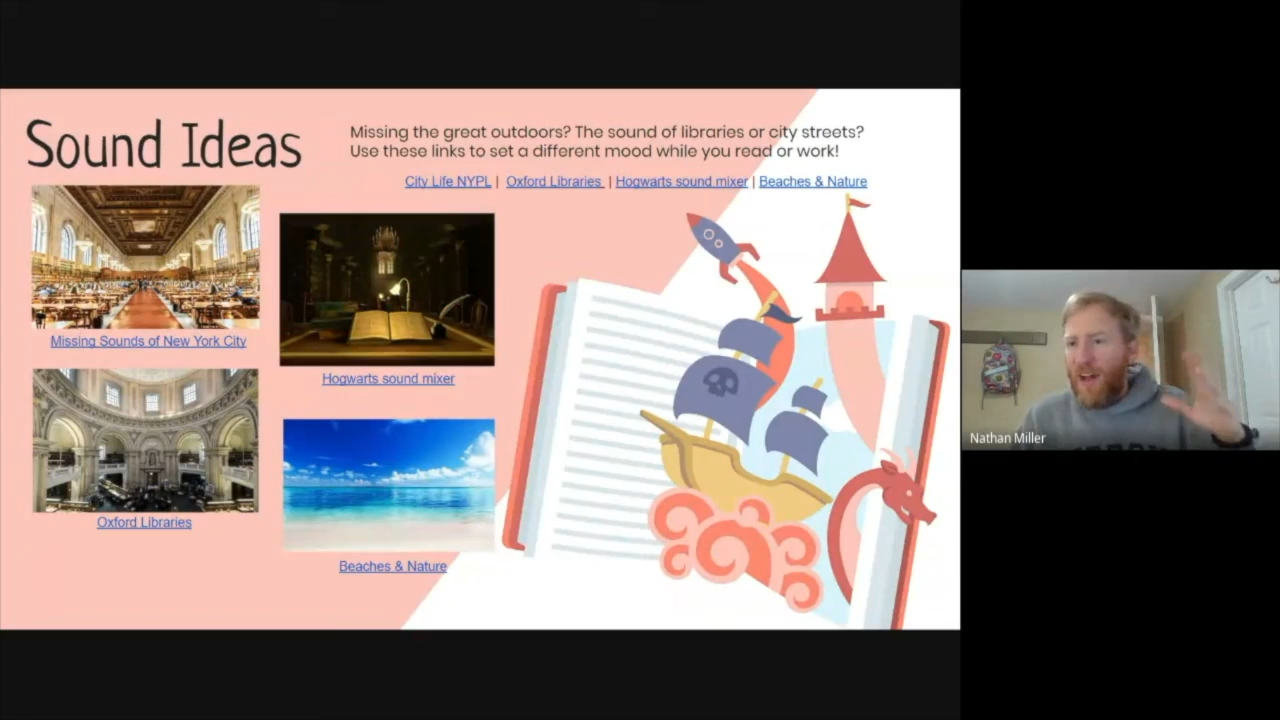 Sound Ideas
Missing the great outdoors? The sound of libraries or city streets?
Use these links to set a different mood while you read or work!
City Life NYPL | Oxford Libraries | Hogwarts sound mixer | Beaches & Nature
Missing Sounds of New York City
Hogwarts sound mixer
Oxford Libraries
Beaches & Nature
Nathan Miller